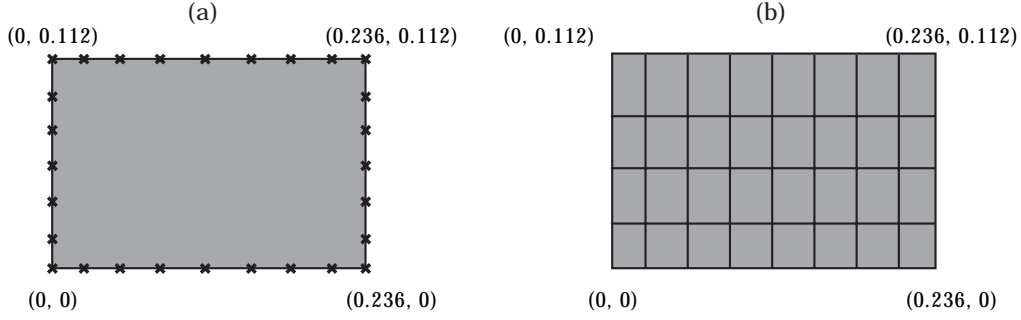 (a)
(0, 0.112) (0.236, 0.112)
(0, 0) (0.236, 0)
(b)
(0, 0.112) (0.236, 0.112)
(0, 0) (0.236, 0)